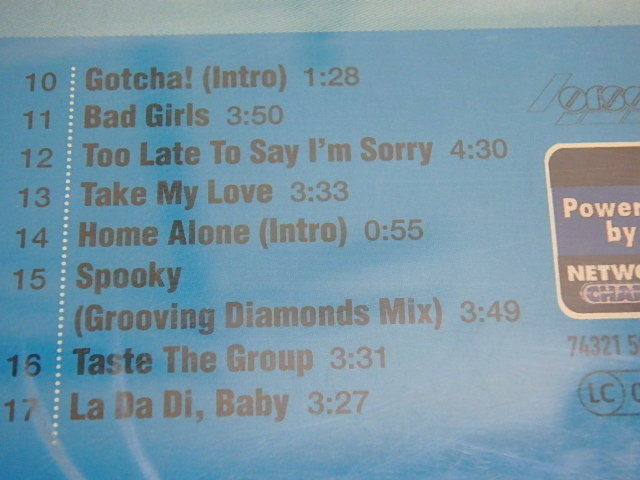 10 Gotcha! (Intro) 1:28
11 Bad Girls 3:50
12 Too Late To Say I'm Sorry 4:30
13 Take My Love 3:33
14 Home Alone (Intro) 0:55
15 Spooky
(Grooving Diamonds Mix) 3:49
16 Taste The Group 3:31
17 La Da Di, Baby 3:27
Power
by
NETWO
CHA
74321 5
LC